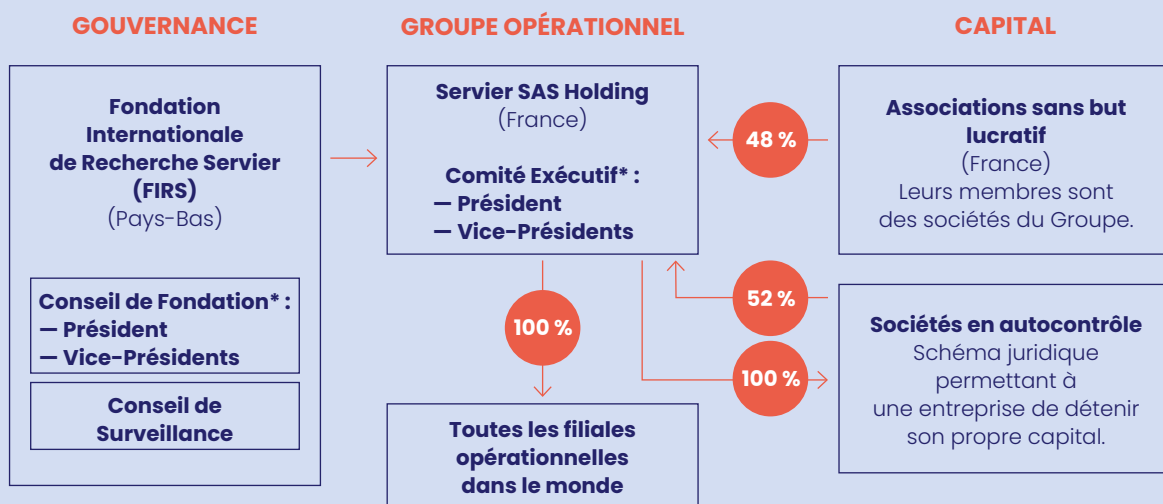 GOUVERNANCE
Fondation
Internationale
de Recherche Servier
(FIRS)
(Pays-Bas)
Conseil de Fondation* :
— Président
— Vice-Présidents
Conseil de
Surveillance
GROUPE OPÉRATIONNEL
Servier SAS Holding
(France)
Comité Exécutif* :
— Président
— Vice-Présidents
100 %
Toutes les filiales
opérationnelles
dans le monde
CAPITAL
48 %
Associations sans but
lucratif
(France)
Leurs membres sont
des sociétés du Groupe.
52 %
100 %
Sociétés en autocontrôle
Schéma juridique
permettant à
une entreprise de détenir
son propre capital.